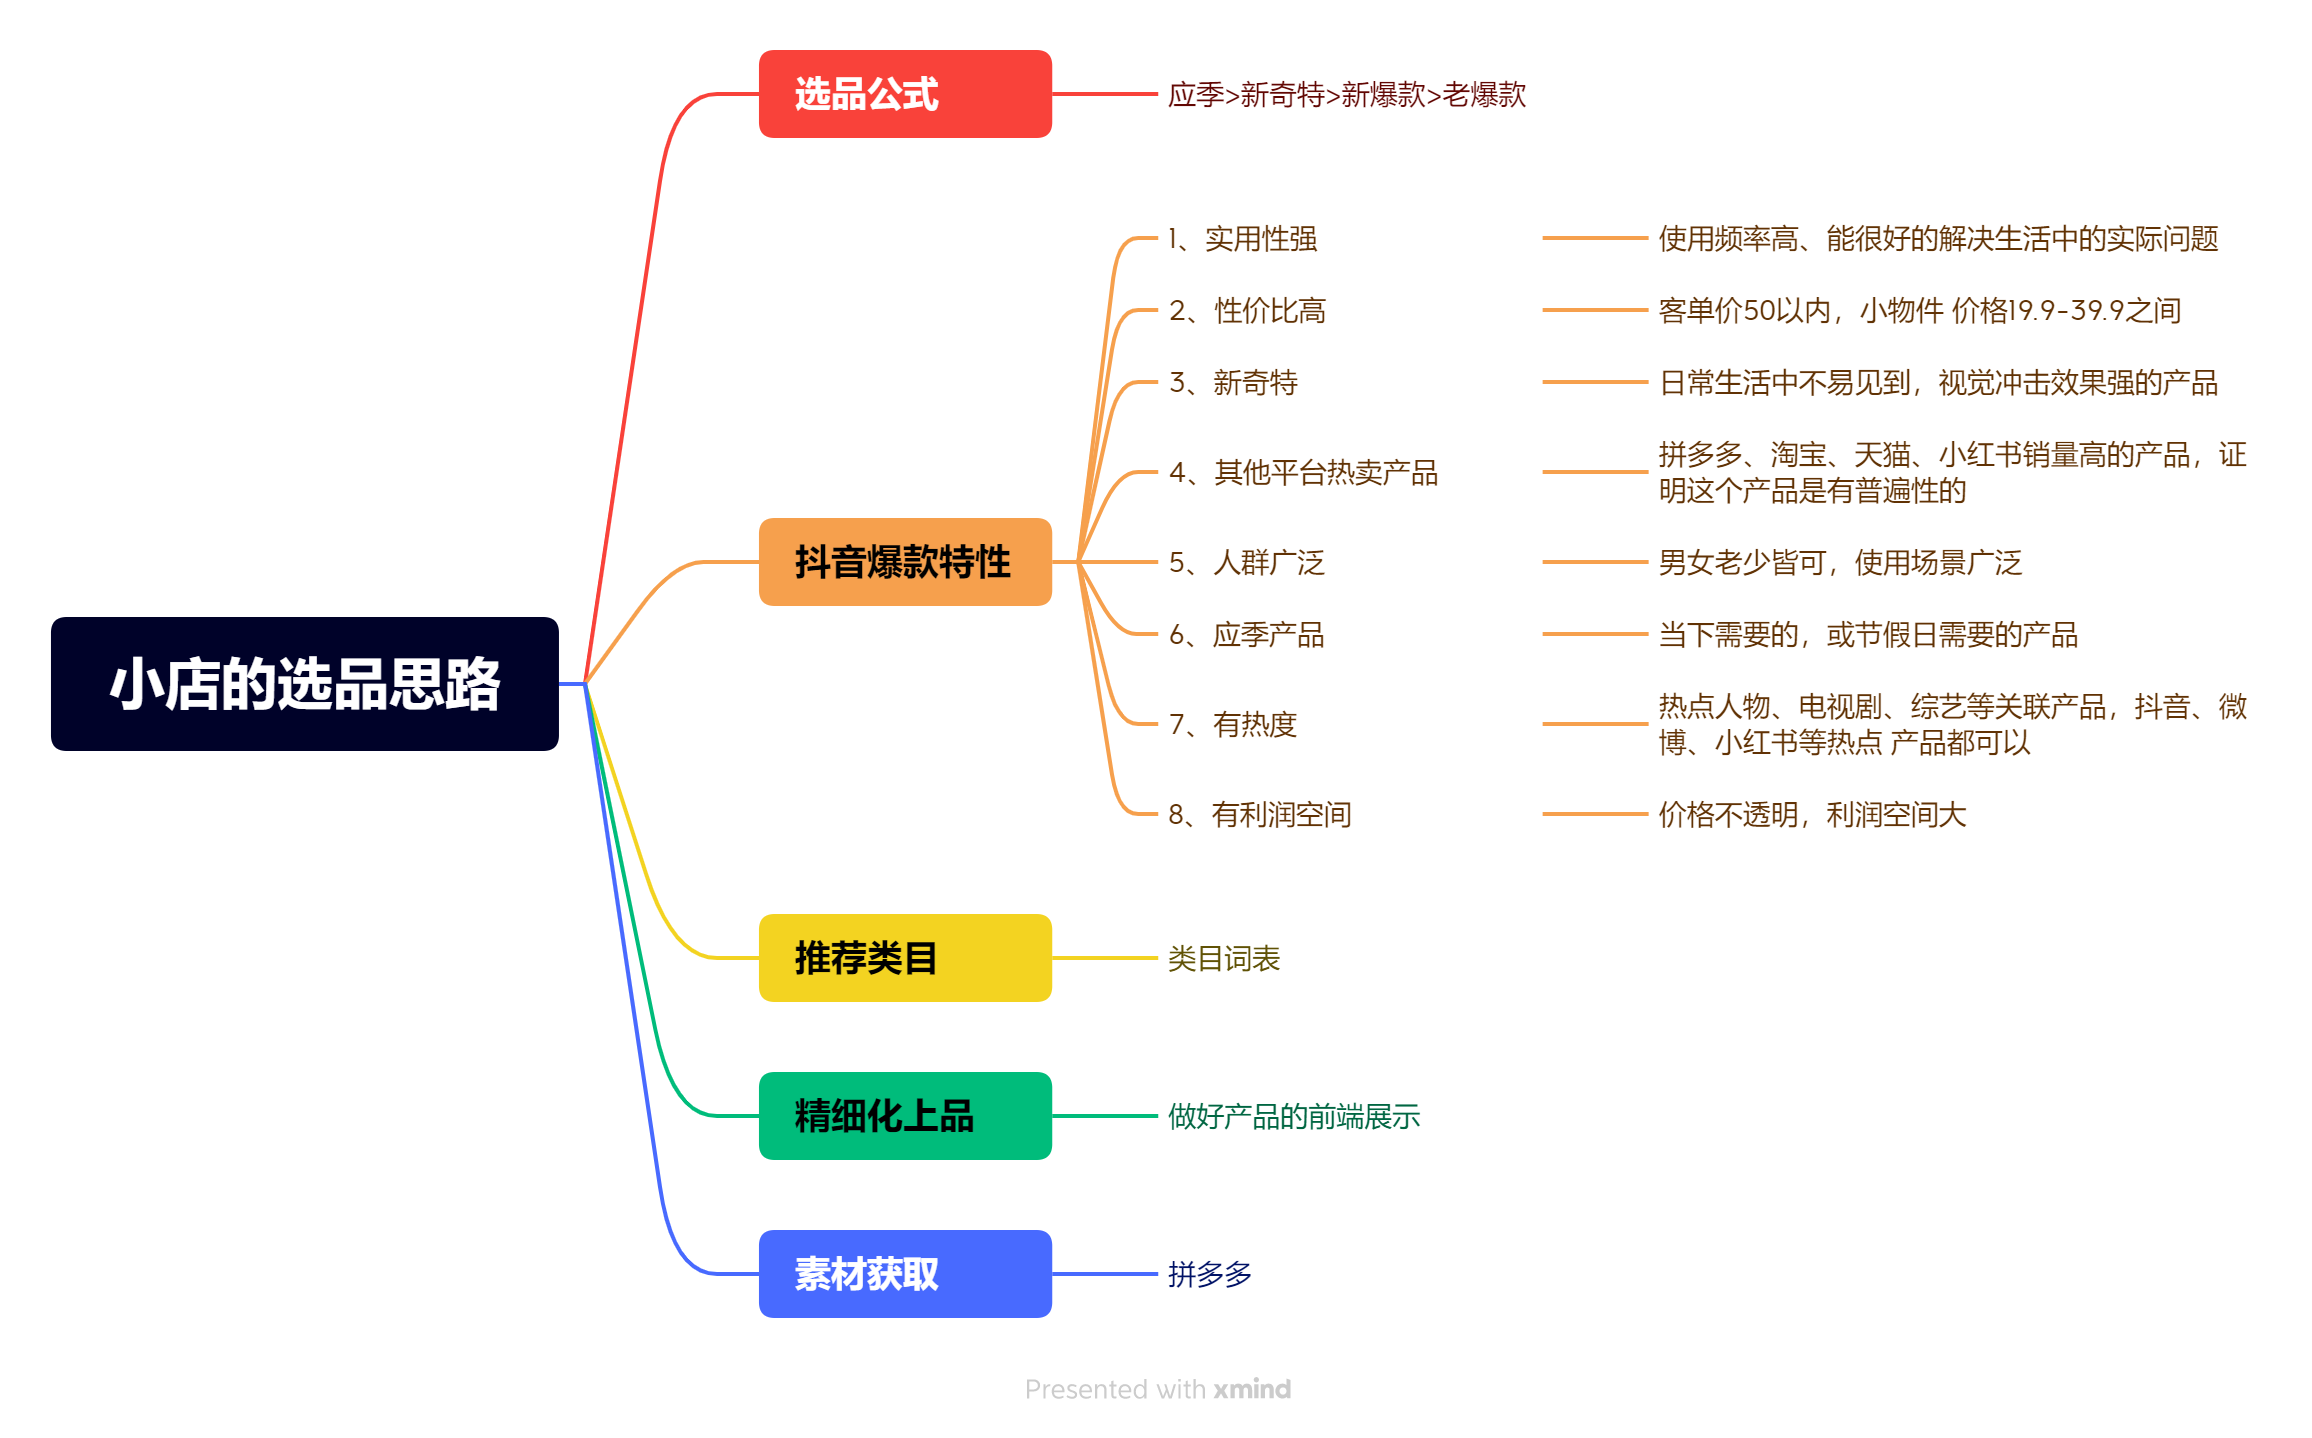 小店的选品思路
选品公式
应季>新奇特>新爆款>老爆款
抖音爆款特性
1、实用性强
使用频率高、能很好的解决生活中的实际问题
2、性价比高
客单价50以内，小物件 价格19.9-39.9之间
3、新奇特
日常生活中不易见到，视觉冲击效果强的产品
4、其他平台热卖产品
拼多多、淘宝、天猫、小红书销量高的产品，证
明这个产品是有普遍性的
5、人群广泛
男女老少皆可，使用场景广泛
6、应季产品
当下需要的，或节假日需要的产品
7、有热度
热点人物、电视剧、综艺等关联产品，抖音、微
博、小红书等热点 产品都可以
8、有利润空间
价格不透明，利润空间大
推荐类目
类目词表
精细化上品
做好产品的前端展示
素材获取
拼多多
Presented with xmind